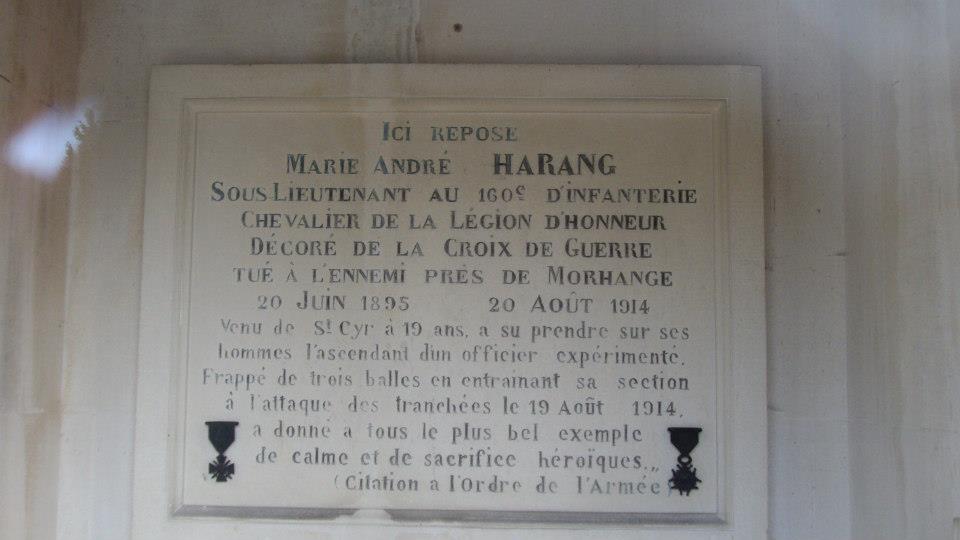 ICI REPOSE
MARIE ANDRÉ HARANG
SOUS-LIEUTENANT AU 160e D'INFANTERIE
CHEVALIER DE LA LÉGION D'HONNEUR
DÉCORÉ DE LA CROIX DE GUERRE
TUÉ À L'ENNEMI PRÈS DE MORHANGE
20 JUIN 1895 20 AOÛT 1914
Venu de St Cyr à 19 ans, a su prendre sur ses
hommes l'ascendant d'un officier expérimenté.
Frappé de trois balles en entrainant sa section
à l'attaque des tranchées le 19 Août 1914,
a donné a tous le plus bel exemple
de calme et de sacrifice héroïques.„
(Citation a l'Ordre de l'Armée)